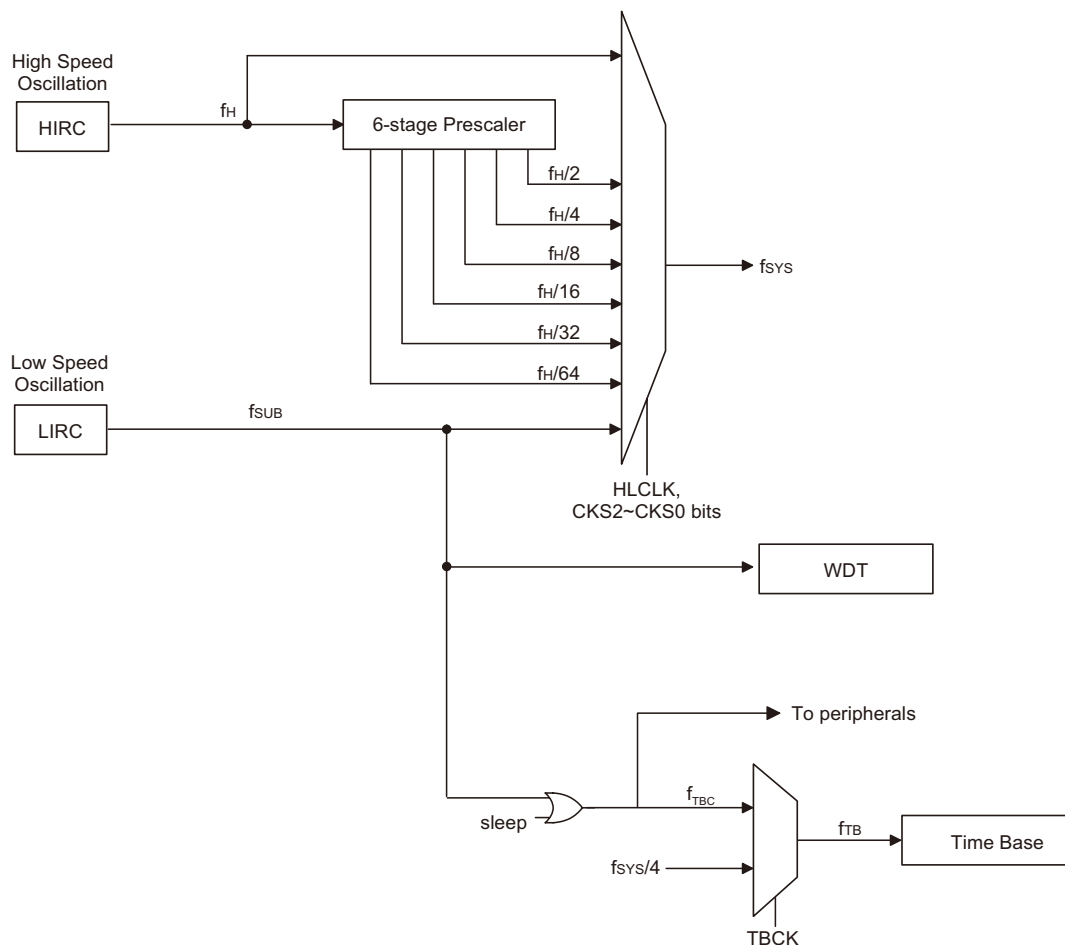 High Speed
Oscillation
HIRC
fH
6-stage Prescaler
fH/2
fH/4
fH/8
fH/16
fH/32
fH/64
fSYS
Low Speed
Oscillation
LIRC
fSUB
HLCLK,
CKS2~CKS0 bits
WDT
To peripherals
sleep
fTBC
fSYS/4
fTB
Time Base
TBCK